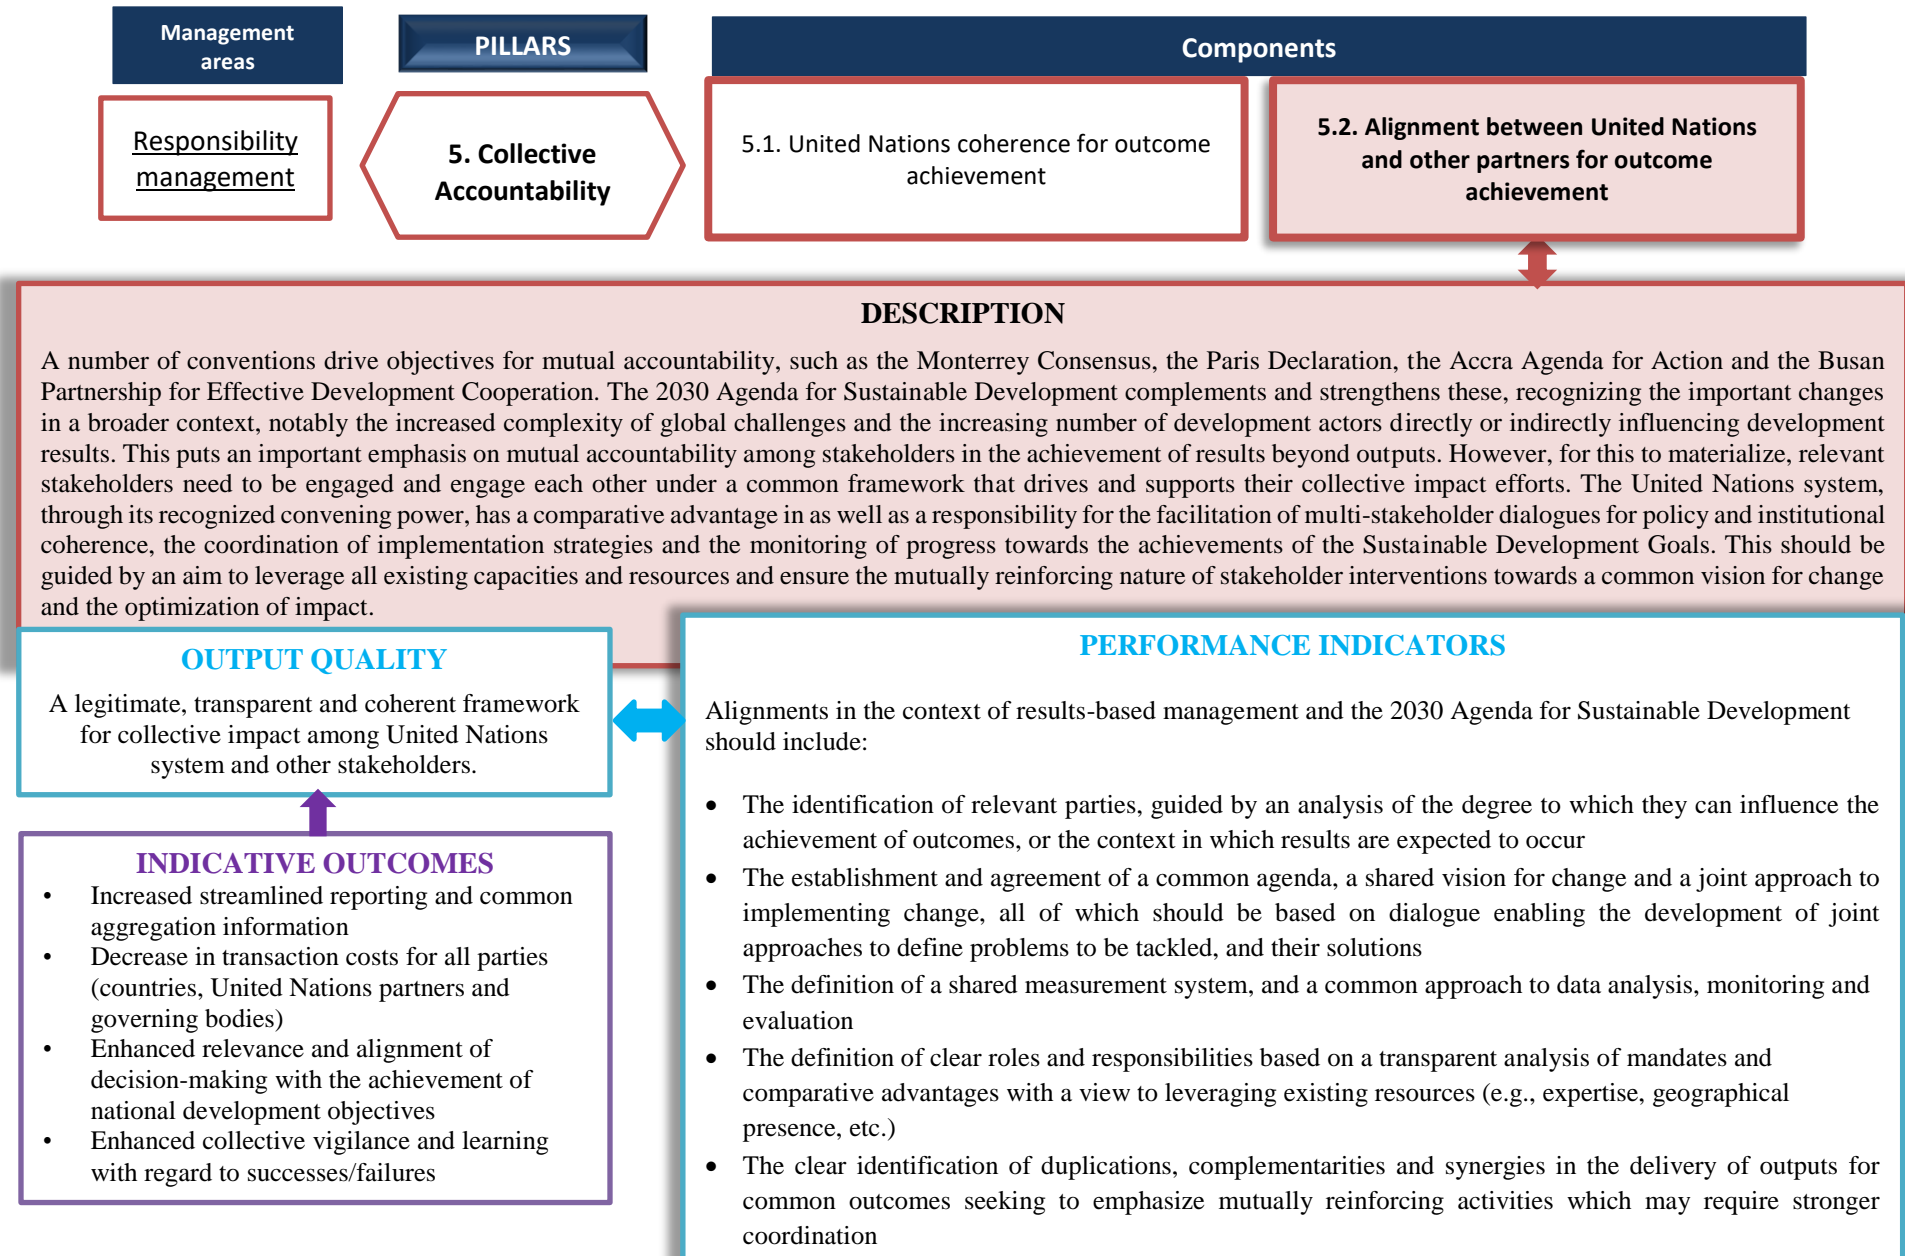 Management
areas
PILLARS
Components
Responsibility
management
5. Collective
Accountability
5.1. United Nations coherence for outcome
achievement
5.2. Alignment between United Nations
and other partners for outcome
achievement
DESCRIPTION
A number of conventions drive objectives for mutual accountability, such as the Monterrey Consensus, the Paris Declaration, the Accra Agenda for Action and the Busan
Partnership for Effective Development Cooperation. The 2030 Agenda for Sustainable Development complements and strengthens these, recognizing the important changes
in a broader context, notably the increased complexity of global challenges and the increasing number of development actors directly or indirectly influencing development
results. This puts an important emphasis on mutual accountability among stakeholders in the achievement of results beyond outputs. However, for this to materialize, relevant
stakeholders need to be engaged and engage each other under a common framework that drives and supports their collective impact efforts. The United Nations system,
through its recognized convening power, has a comparative advantage in as well as a responsibility for the facilitation of multi-stakeholder dialogues for policy and institutional
coherence, the coordination of implementation strategies and the monitoring of progress towards the achievements of the Sustainable Development Goals. This should be
guided by an aim to leverage all existing capacities and resources and ensure the mutually reinforcing nature of stakeholder interventions towards a common vision for change
and the optimization of impact.
OUTPUT QUALITY
A legitimate, transparent and coherent framework
for collective impact among United Nations
system and other stakeholders.
INDICATIVE OUTCOMES
• Increased streamlined reporting and common
aggregation information
• Decrease in transaction costs for all parties
(countries, United Nations partners and
governing bodies)
• Enhanced relevance and alignment of
decision-making with the achievement of
national development objectives
• Enhanced collective vigilance and learning
with regard to successes/failures
PERFORMANCE INDICATORS
Alignments in the context of results-based management and the 2030 Agenda for Sustainable Development
should include:
• The identification of relevant parties, guided by an analysis of the degree to which they can influence the
achievement of outcomes, or the context in which results are expected to occur
• The establishment and agreement of a common agenda, a shared vision for change and a joint approach to
implementing change, all of which should be based on dialogue enabling the development of joint
approaches to define problems to be tackled, and their solutions
• The definition of a shared measurement system, and a common approach to data analysis, monitoring and
evaluation
• The definition of clear roles and responsibilities based on a transparent analysis of mandates and
comparative advantages with a view to leveraging existing resources (e.g., expertise, geographical
presence, etc.)
• The clear identification of duplications, complementarities and synergies in the delivery of outputs for
common outcomes seeking to emphasize mutually reinforcing activities which may require stronger
coordination